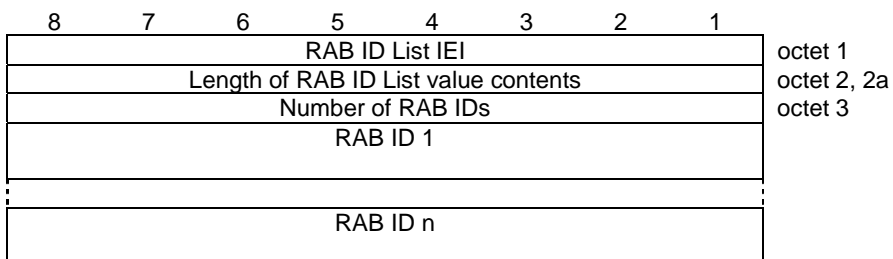 8 7 6 5 4 3 2 1
RAB ID List IEI octet 1
Length of RAB ID List value contents octet 2, 2a
Number of RAB IDs octet 3
RAB ID 1
RAB ID n